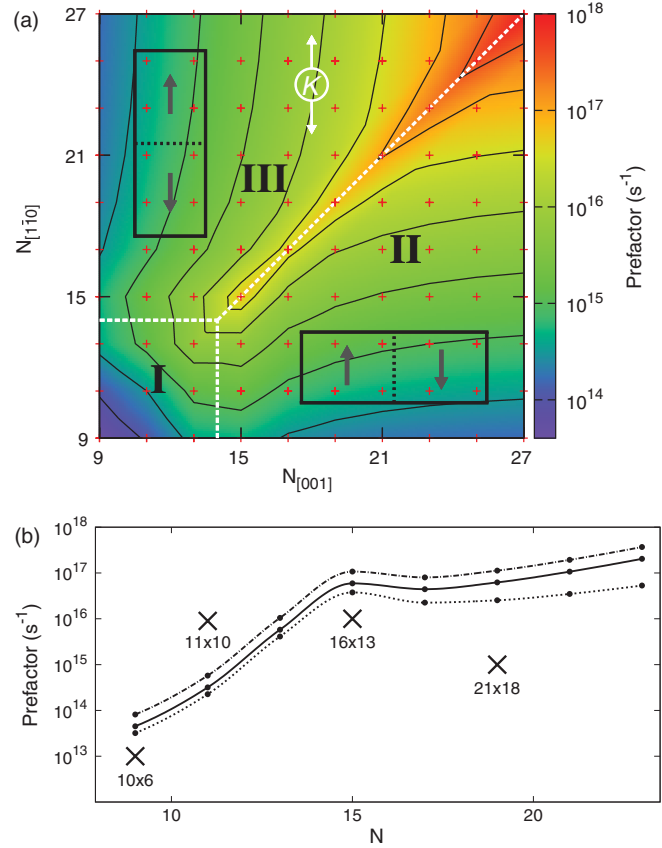 (a)
27
21
15
9
N[11̅0]
K
III
II
I
9
15
21
27
N[001]
10^18
10^17
10^16
10^15
10^14
Prefactor (s⁻¹)
(b)
10^18
10^17
10^16
10^15
10^14
10^13
Prefactor (s⁻¹)
11x10
16x13
21x18
10x6
10
15
20
N